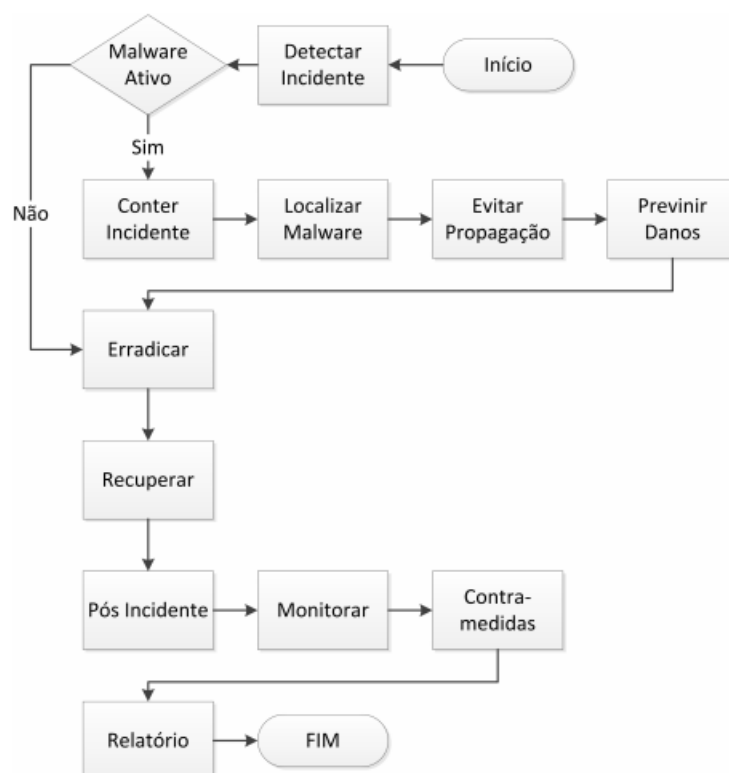 Início
Detectar
Incidente
Malware
Ativo
Sim
Não
Conter
Incidente
Localizar
Malware
Evitar
Propagação
Previnir
Danos
Erradicar
Recuperar
Pós Incidente
Monitorar
Contra-
medidas
Relatório
FIM